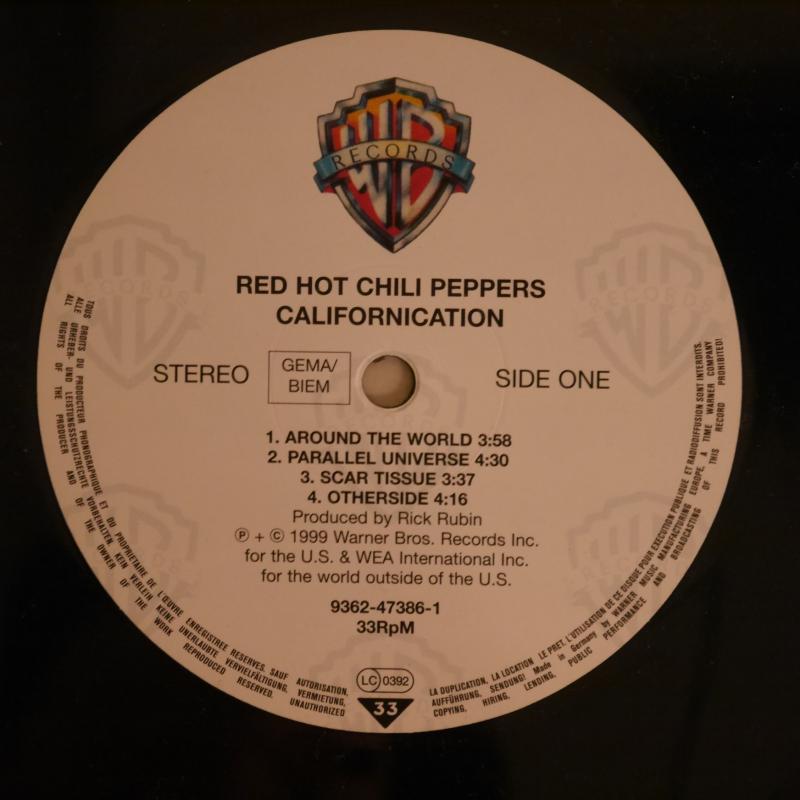 WB
RECORDS
RED HOT CHILI PEPPERS
CALIFORNICATION
STEREO
GEMA/
BIEM
SIDE ONE
1. AROUND THE WORLD 3:58
2. PARALLEL UNIVERSE 4:30
3. SCAR TISSUE 3:37
4. OTHERSIDE 4:16
Produced by Rick Rubin
℗ + © 1999 Warner Bros. Records Inc.
for the U.S. & WEA International Inc.
for the world outside of the U.S.
9362-47386-1
33RpM
LC 0392
33
TOUS DROITS DU PRODUCTEUR PHONOGRAPHIQUE ET DU PROPRIETAIRE DE L'ŒUVRE ENREGISTREE RESERVES. SAUF AUTORISATION, LA DUPLICATION, LA LOCATION LE PRET, L'UTILISATION DE CE DISQUE POUR EXECUTION PUBLIQUE ET RADIODIFFUSION SONT INTERDITS.
ALLE URHEBER- UND LEISTUNGSSCHUTZRECHTE VORBEHALTEN. KEIN VERLEIH KEINE UNERLAUBTE VERVIELFÄLTIGUNG, VERMIETUNG, AUFFÜHRUNG, SENDUNG! Made in Germany by WARNER MUSIC MANUFACTURING EUROPE, A TIME WARNER COMPANY
ALL RIGHTS OF THE PRODUCER AND OF THE OWNER OF THE WORK REPRODUCED RESERVED. UNAUTHORIZED COPYING, HIRING, LENDING, PUBLIC PERFORMANCE AND BROADCASTING OF THIS RECORD PROHIBITED!